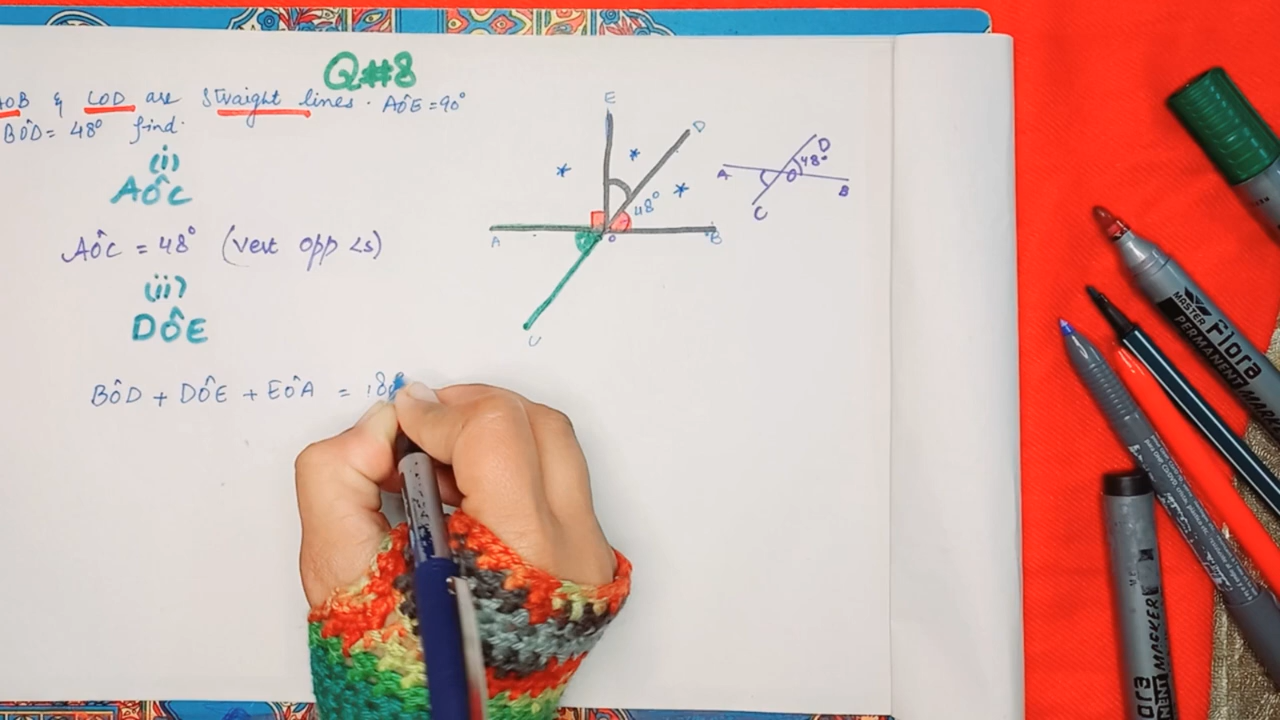 Q#8
AOB & COD are straight lines. AÔE = 90°
BÔD = 48° find.
(i)
AÔC
AÔC = 48° (vert opp ∠s)
(ii)
DÔE
BÔD + DÔE + EÔA = 180
E
D
48°
A
O
B
C
D
48°
A
O
B
C
MASTER Flora
PERMANENT MARKER
MARKER